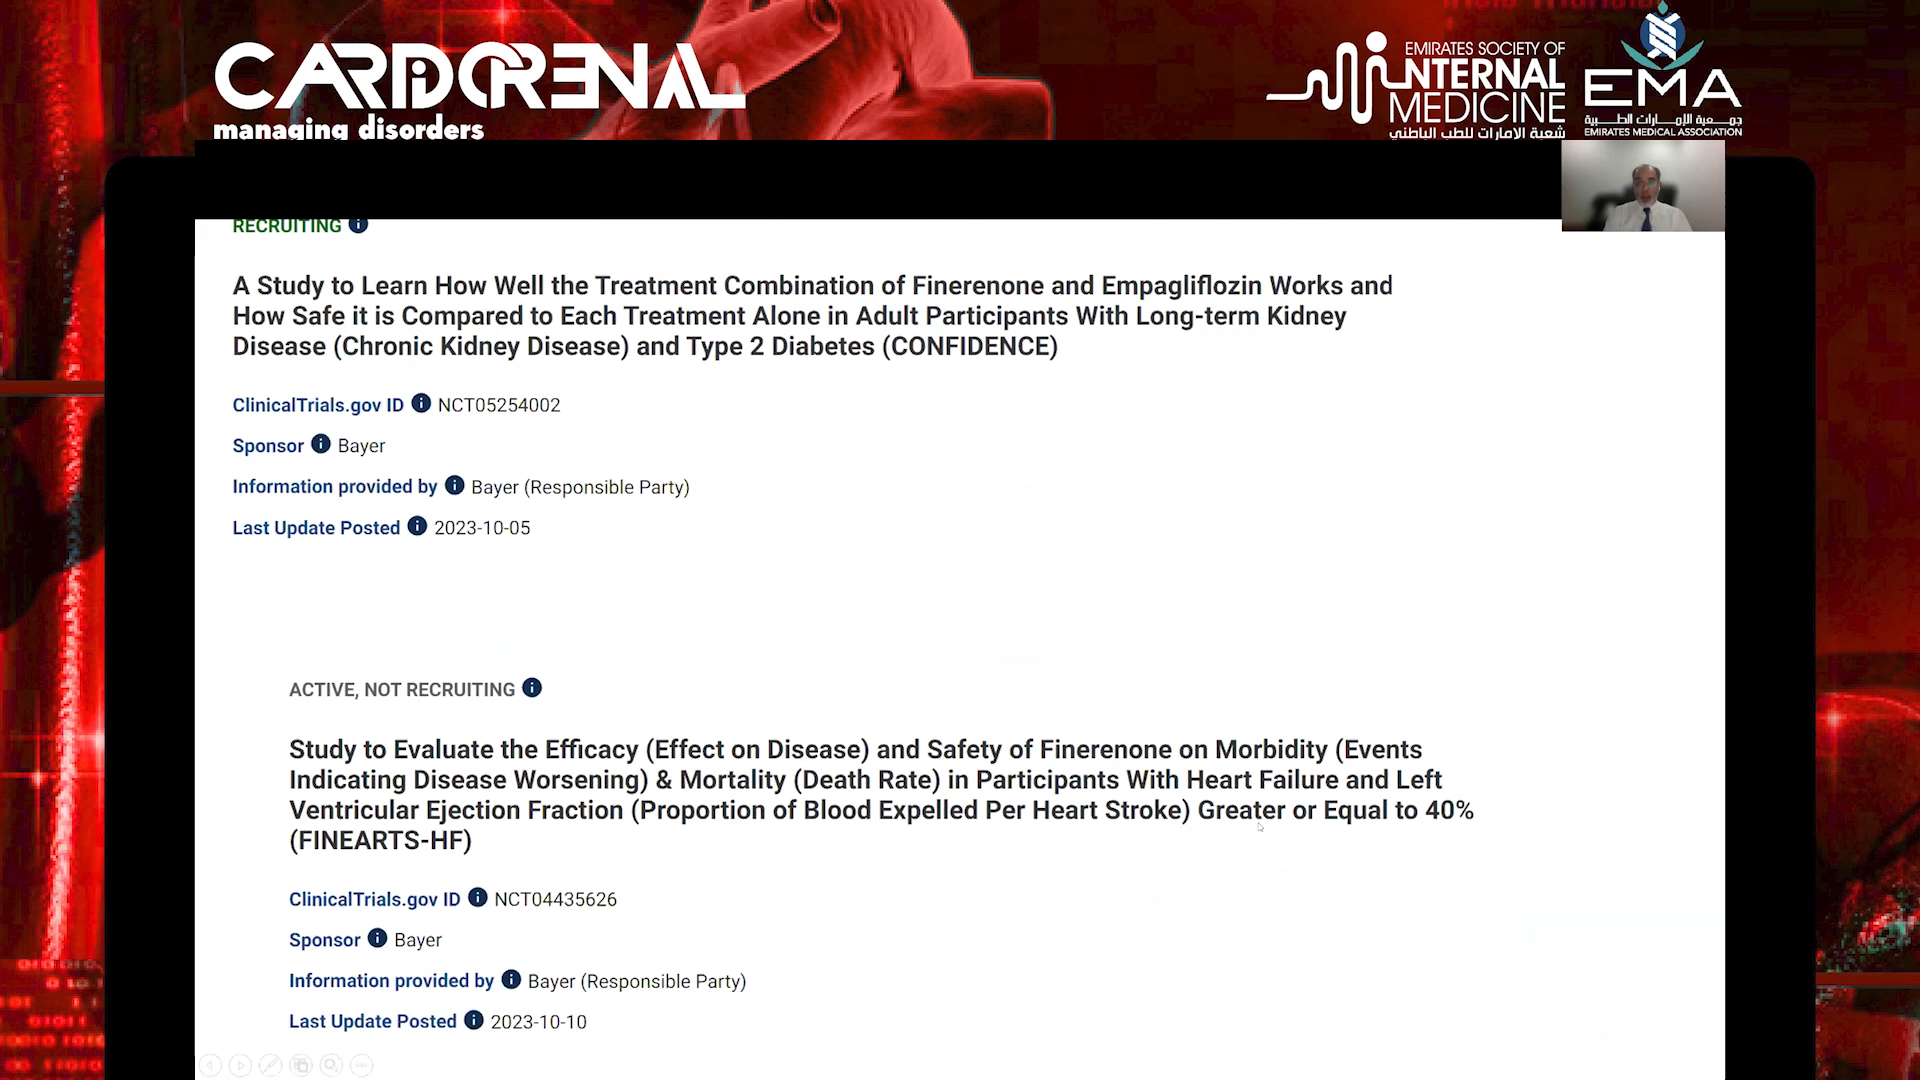 CARDIORENAL
managing disorders
EMIRATES SOCIETY OF
INTERNAL
MEDICINE
شعبة الامارات للطب الباطني
EMA
جمعية الإمارات الطبية
EMIRATES MEDICAL ASSOCIATION
RECRUITING
A Study to Learn How Well the Treatment Combination of Finerenone and Empagliflozin Works and
How Safe it is Compared to Each Treatment Alone in Adult Participants With Long-term Kidney
Disease (Chronic Kidney Disease) and Type 2 Diabetes (CONFIDENCE)
ClinicalTrials.gov ID NCT05254002
Sponsor Bayer
Information provided by Bayer (Responsible Party)
Last Update Posted 2023-10-05
ACTIVE, NOT RECRUITING
Study to Evaluate the Efficacy (Effect on Disease) and Safety of Finerenone on Morbidity (Events
Indicating Disease Worsening) & Mortality (Death Rate) in Participants With Heart Failure and Left
Ventricular Ejection Fraction (Proportion of Blood Expelled Per Heart Stroke) Greater or Equal to 40%
(FINEARTS-HF)
ClinicalTrials.gov ID NCT04435626
Sponsor Bayer
Information provided by Bayer (Responsible Party)
Last Update Posted 2023-10-10